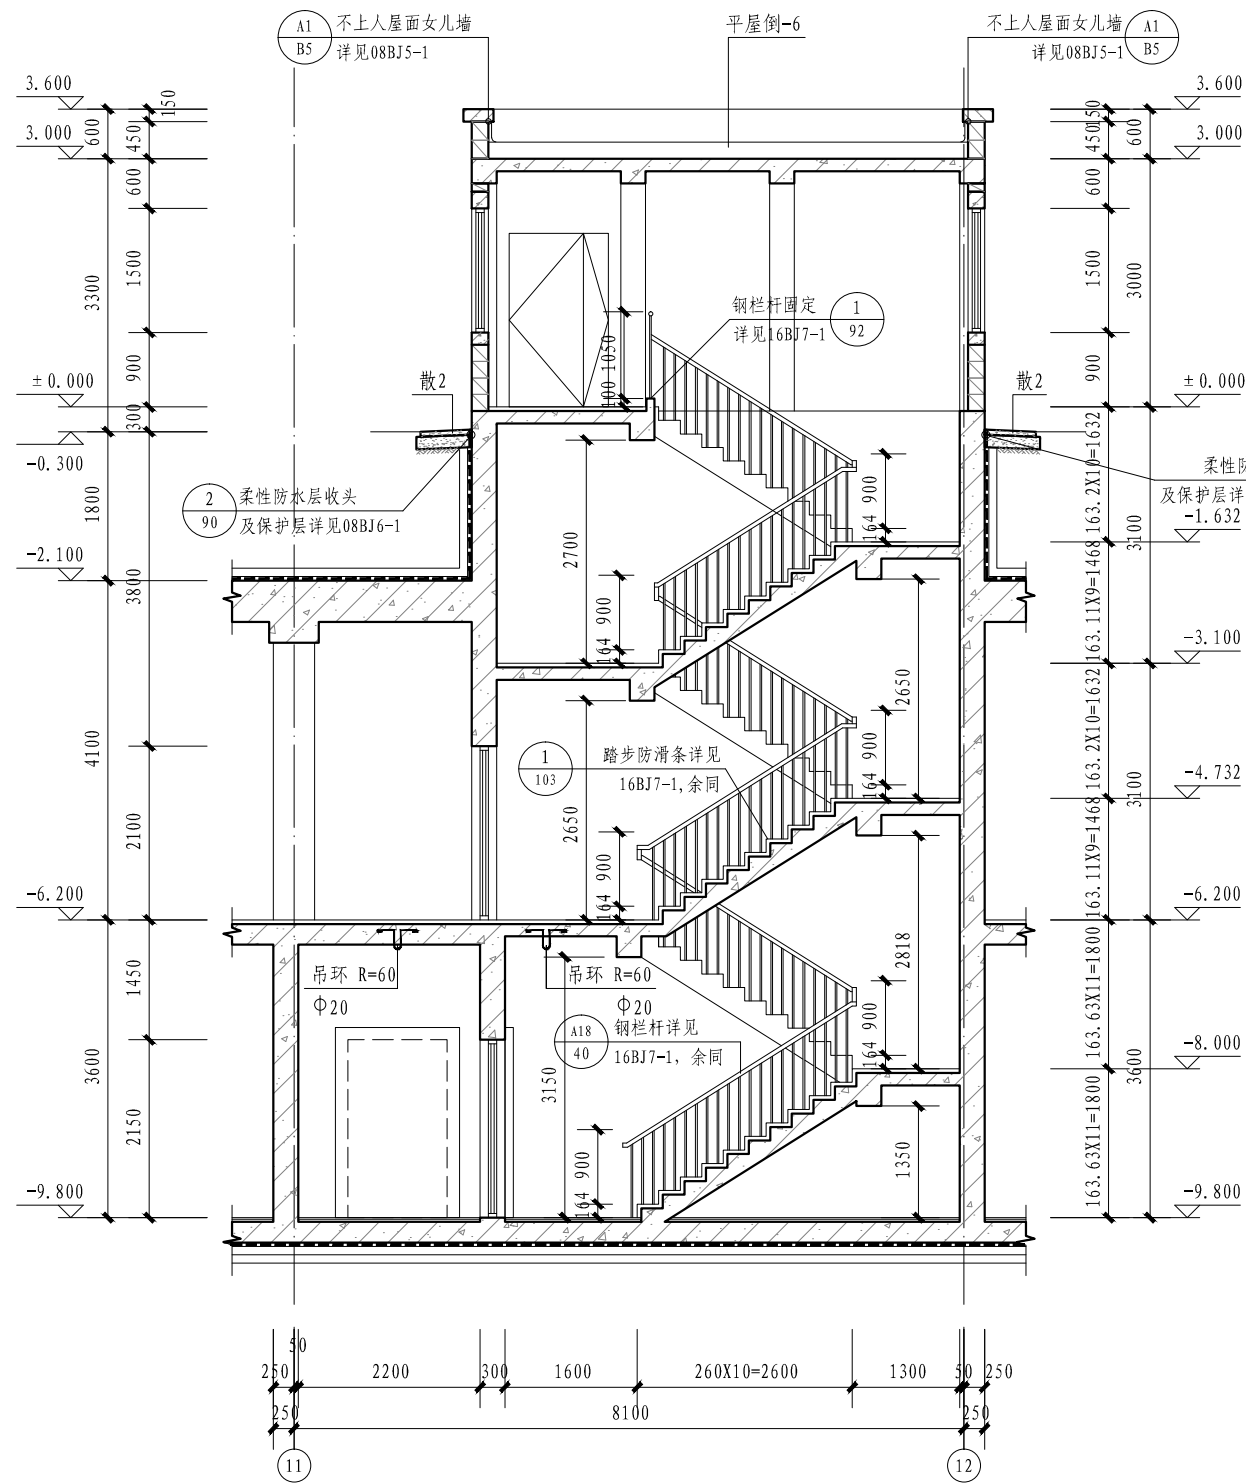 A1
B5
不上人屋面女儿墙
详见08BJ5-1
平屋倒-6
不上人屋面女儿墙
详见08BJ5-1
A1
B5
3.600
3.000
±0.000
-0.300
-2.100
-6.200
-9.800
600
3300
1800
4100
3600
150
450
600
1500
900
300
3800
2100
1450
2150
散2
2
90
柔性防水层收头
及保护层详见08BJ6-1
钢栏杆固定
详见16BJ7-1
1
92
1050
100
2700
900
164
900
164
2650
1
103
踏步防滑条详见
16BJ7-1,余同
2650
900
164
900
164
吊环 R=60
Φ20
吊环 R=60
Φ20
A18
40
钢栏杆详见
16BJ7-1, 余同
2818
900
164
3150
900
164
1350
散2
柔性防
及保护层详
150
450
600
1500
900
163.2X10=1632
163.11X9=1468
163.2X10=1632
163.11X9=1468
163.63X11=1800
163.63X11=1800
600
3000
3100
3100
3600
3.600
3.000
±0.000
-1.632
-3.100
-4.732
-6.200
-8.000
-9.800
250
50
2200
300
1600
260X10=2600
1300
50
250
250
8100
250
11
12